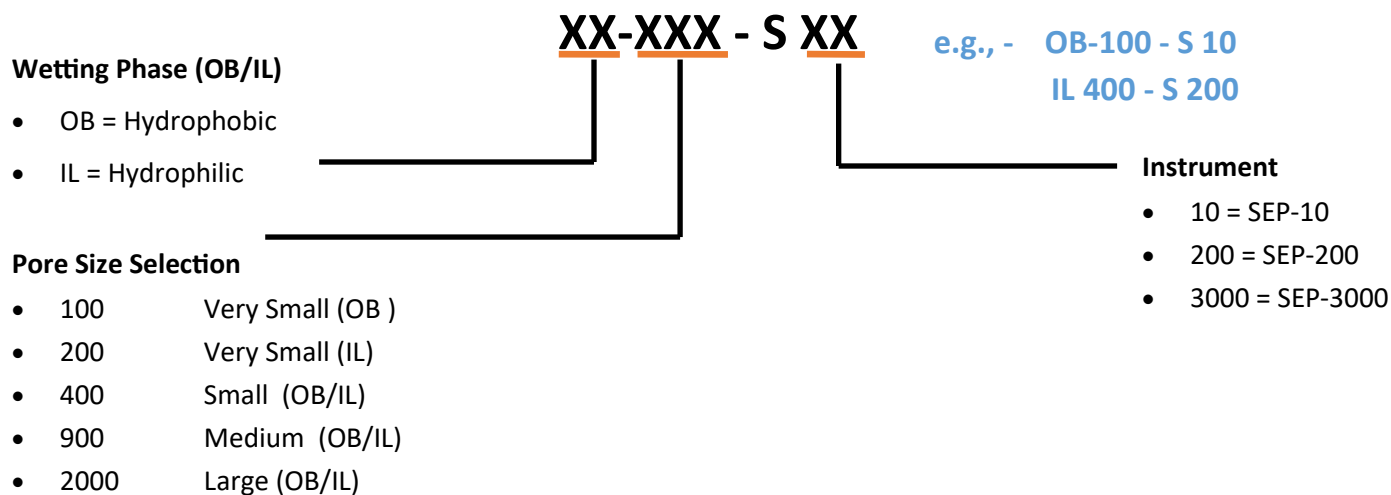 XX-XXX - S XX
e.g., - OB-100 - S 10
IL 400 - S 200
Wetting Phase (OB/IL)
• OB = Hydrophobic
• IL = Hydrophilic
Instrument
• 10 = SEP-10
• 200 = SEP-200
• 3000 = SEP-3000
Pore Size Selection
• 100 Very Small (OB )
• 200 Very Small (IL)
• 400 Small (OB/IL)
• 900 Medium (OB/IL)
• 2000 Large (OB/IL)